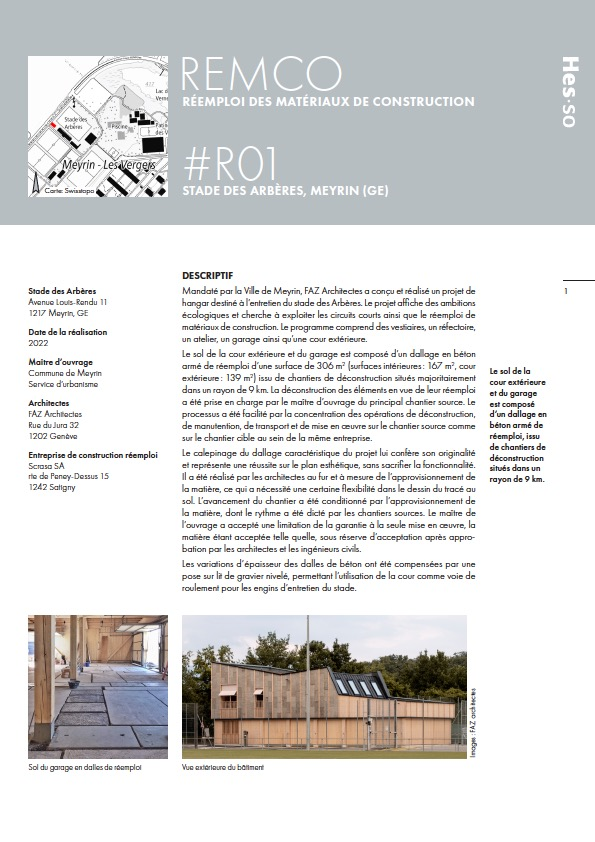 REMCO
RÉEMPLOI DES MATÉRIAUX DE CONSTRUCTION
Hes·so
#R01
STADE DES ARBÈRES, MEYRIN (GE)
Lac d
Verne
Stade des
Arbères
Piscine
des V
Meyrin - Les Vergers
Carte: Swisstopo
Stade des Arbères
Avenue Louis-Rendu 11
1217 Meyrin, GE
Date de la réalisation
2022
Maître d'ouvrage
Commune de Meyrin
Service d'urbanisme
Architectes
FAZ Architectes
Rue du Jura 32
1202 Genève
Entreprise de construction réemploi
Scrasa SA
rte de Peney-Dessus 15
1242 Satigny
DESCRIPTIF
Mandaté par la Ville de Meyrin, FAZ Architectes a conçu et réalisé un projet de
hangar destiné à l'entretien du stade des Arbères. Le projet affiche des ambitions
écologiques et cherche à exploiter les circuits courts ainsi que le réemploi de
matériaux de construction. Le programme comprend des vestiaires, un réfectoire,
un atelier, un garage ainsi qu'une cour extérieure.
Le sol de la cour extérieure et du garage est composé d'un dallage en béton
armé de réemploi d'une surface de 306 m² (surfaces intérieures : 167 m², cour
extérieure : 139 m²) issu de chantiers de déconstruction situés majoritairement
dans un rayon de 9 km. La déconstruction des éléments en vue de leur réemploi
a été prise en charge par le maître d'ouvrage du principal chantier source. Le
processus a été facilité par la concentration des opérations de déconstruction,
de manutention, de transport et de mise en œuvre sur le chantier source comme
sur le chantier cible au sein de la même entreprise.
Le calepinage du dallage caractéristique du projet lui confère son originalité
et représente une réussite sur le plan esthétique, sans sacrifier la fonctionnalité.
Il a été réalisé par les architectes au fur et à mesure de l'approvisionnement de
la matière, ce qui a nécessité une certaine flexibilité dans le dessin du tracé au
sol. L'avancement du chantier a été conditionné par l'approvisionnement de
la matière, dont le rythme a été dicté par les chantiers sources. Le maître de
l'ouvrage a accepté une limitation de la garantie à la seule mise en œuvre, la
matière étant acceptée telle quelle, sous réserve d'acceptation après appro-
bation par les architectes et les ingénieurs civils.
Les variations d'épaisseur des dalles de béton ont été compensées par une
pose sur lit de gravier nivelé, permettant l'utilisation de la cour comme voie de
roulement pour les engins d'entretien du stade.
1
Le sol de la
cour extérieure
et du garage
est composé
d'un dallage en
béton armé de
réemploi, issu
de chantiers de
déconstruction
situés dans un
rayon de 9 km.
Images : FAZ architectes
Sol du garage en dalles de réemploi
Vue extérieure du bâtiment